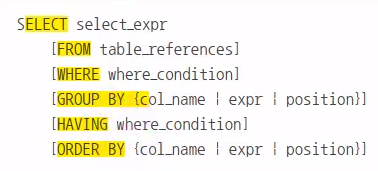 SELECT select_expr
[FROM table_references]
[WHERE where_condition]
[GROUP BY {col_name | expr | position}]
[HAVING where_condition]
[ORDER BY {col_name | expr | position}]